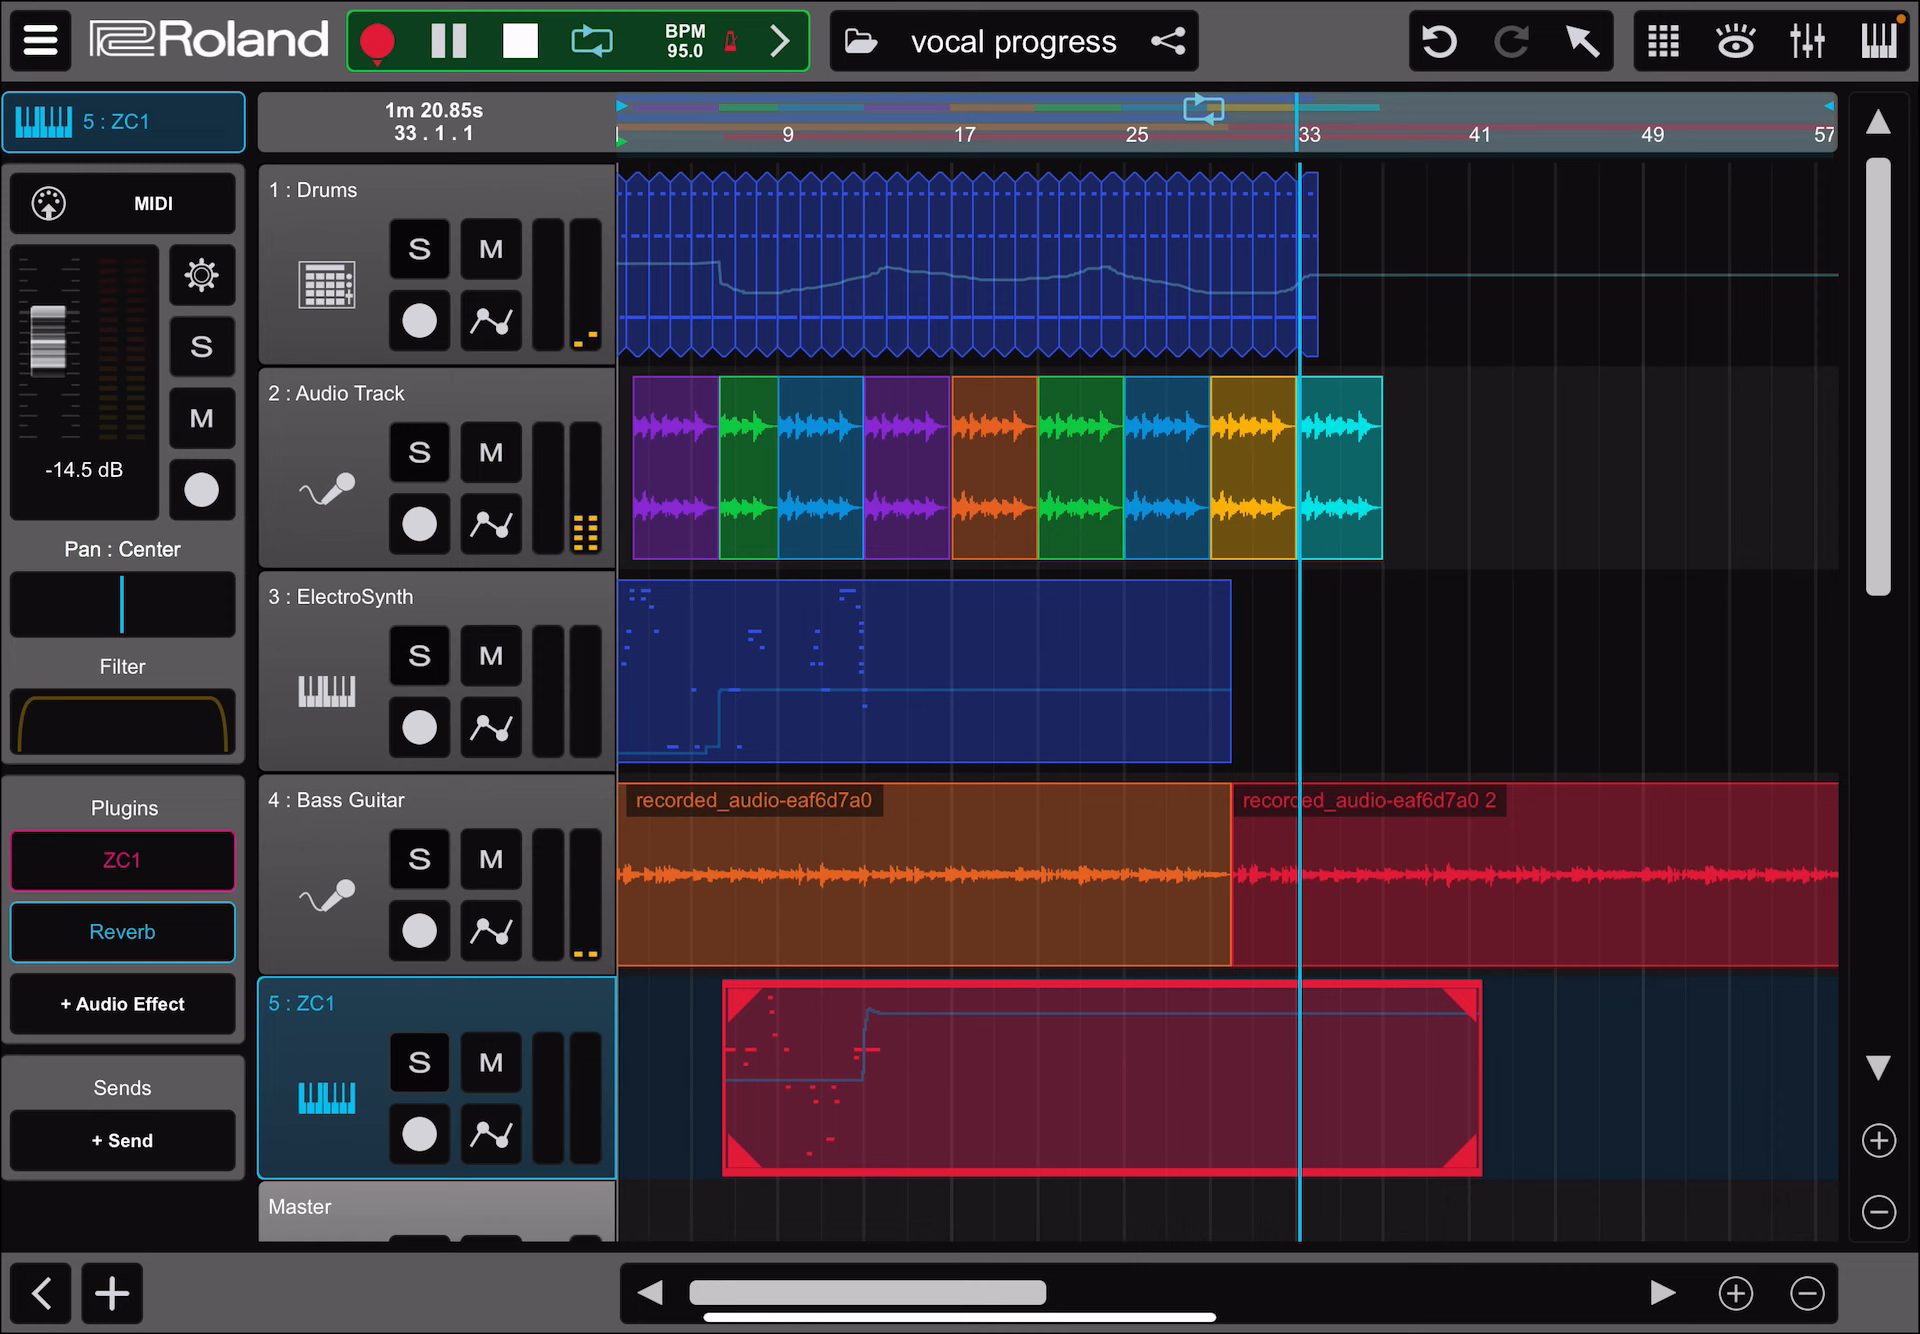 Roland
BPM
95.0
vocal progress
5 : ZC1
1m 20.85s
33 . 1 . 1
9
17
25
33
41
49
57
MIDI
S
M
-14.5 dB
Pan : Center
Filter
Plugins
ZC1
Reverb
+ Audio Effect
Sends
+ Send
1 : Drums
S
M
2 : Audio Track
S
M
3 : ElectroSynth
S
M
4 : Bass Guitar
S
M
recorded_audio-eaf6d7a0
recorded_audio-eaf6d7a0 2
5 : ZC1
S
M
Master